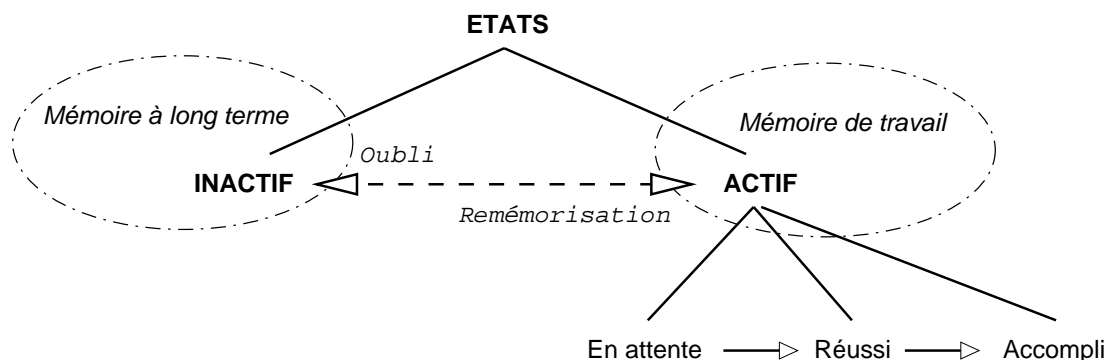 ETATS
Mémoire à long terme
Mémoire de travail
Oubli
INACTIF
ACTIF
Remémorisation
En attente
Réussi
Accompli